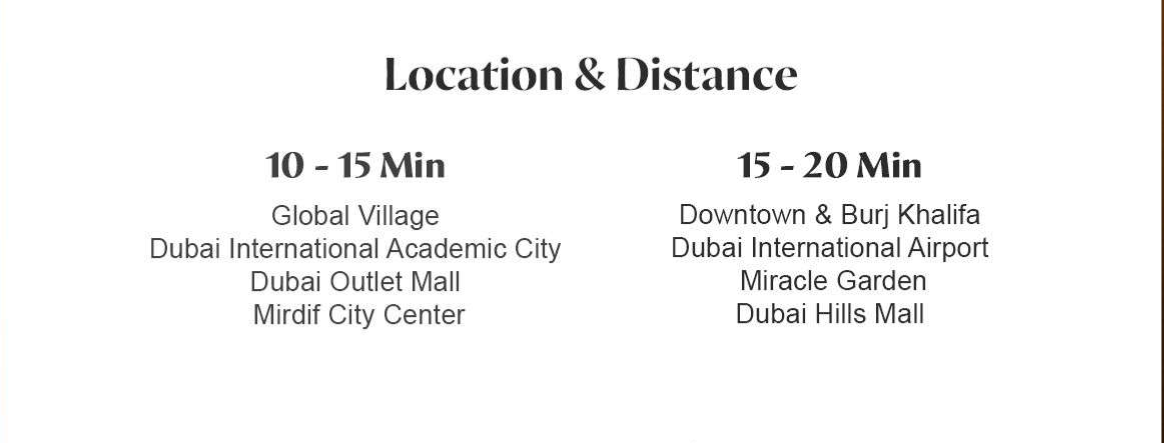 Location & Distance
10 - 15 Min
Global Village
Dubai International Academic City
Dubai Outlet Mall
Mirdif City Center
15 - 20 Min
Downtown & Burj Khalifa
Dubai International Airport
Miracle Garden
Dubai Hills Mall